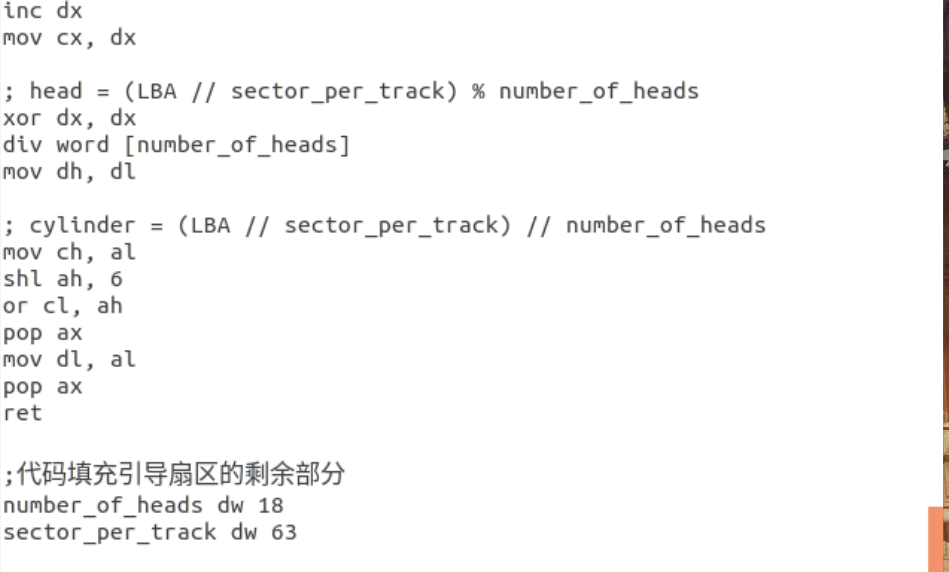 inc dx
mov cx, dx
; head = (LBA // sector_per_track) % number_of_heads
xor dx, dx
div word [number_of_heads]
mov dh, dl
; cylinder = (LBA // sector_per_track) // number_of_heads
mov ch, al
shl ah, 6
or cl, ah
pop ax
mov dl, al
pop ax
ret
;代码填充引导扇区的剩余部分
number_of_heads dw 18
sector_per_track dw 63